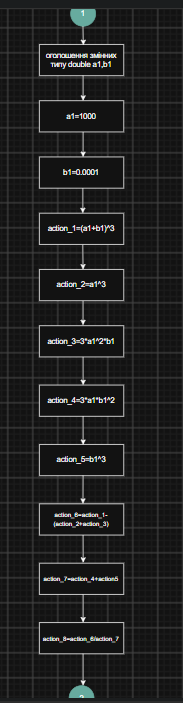 1
оголошення змінних
типу double a1,b1
a1=1000
b1=0.0001
action_1=(a1+b1)^3
action_2=a1^3
action_3=3*a1^2*b1
action_4=3*a1*b1^2
action_5=b1^3
action_6=action_1-
(action_2+action_3)
action_7=action_4+action5
action_8=action_6/action_7
2